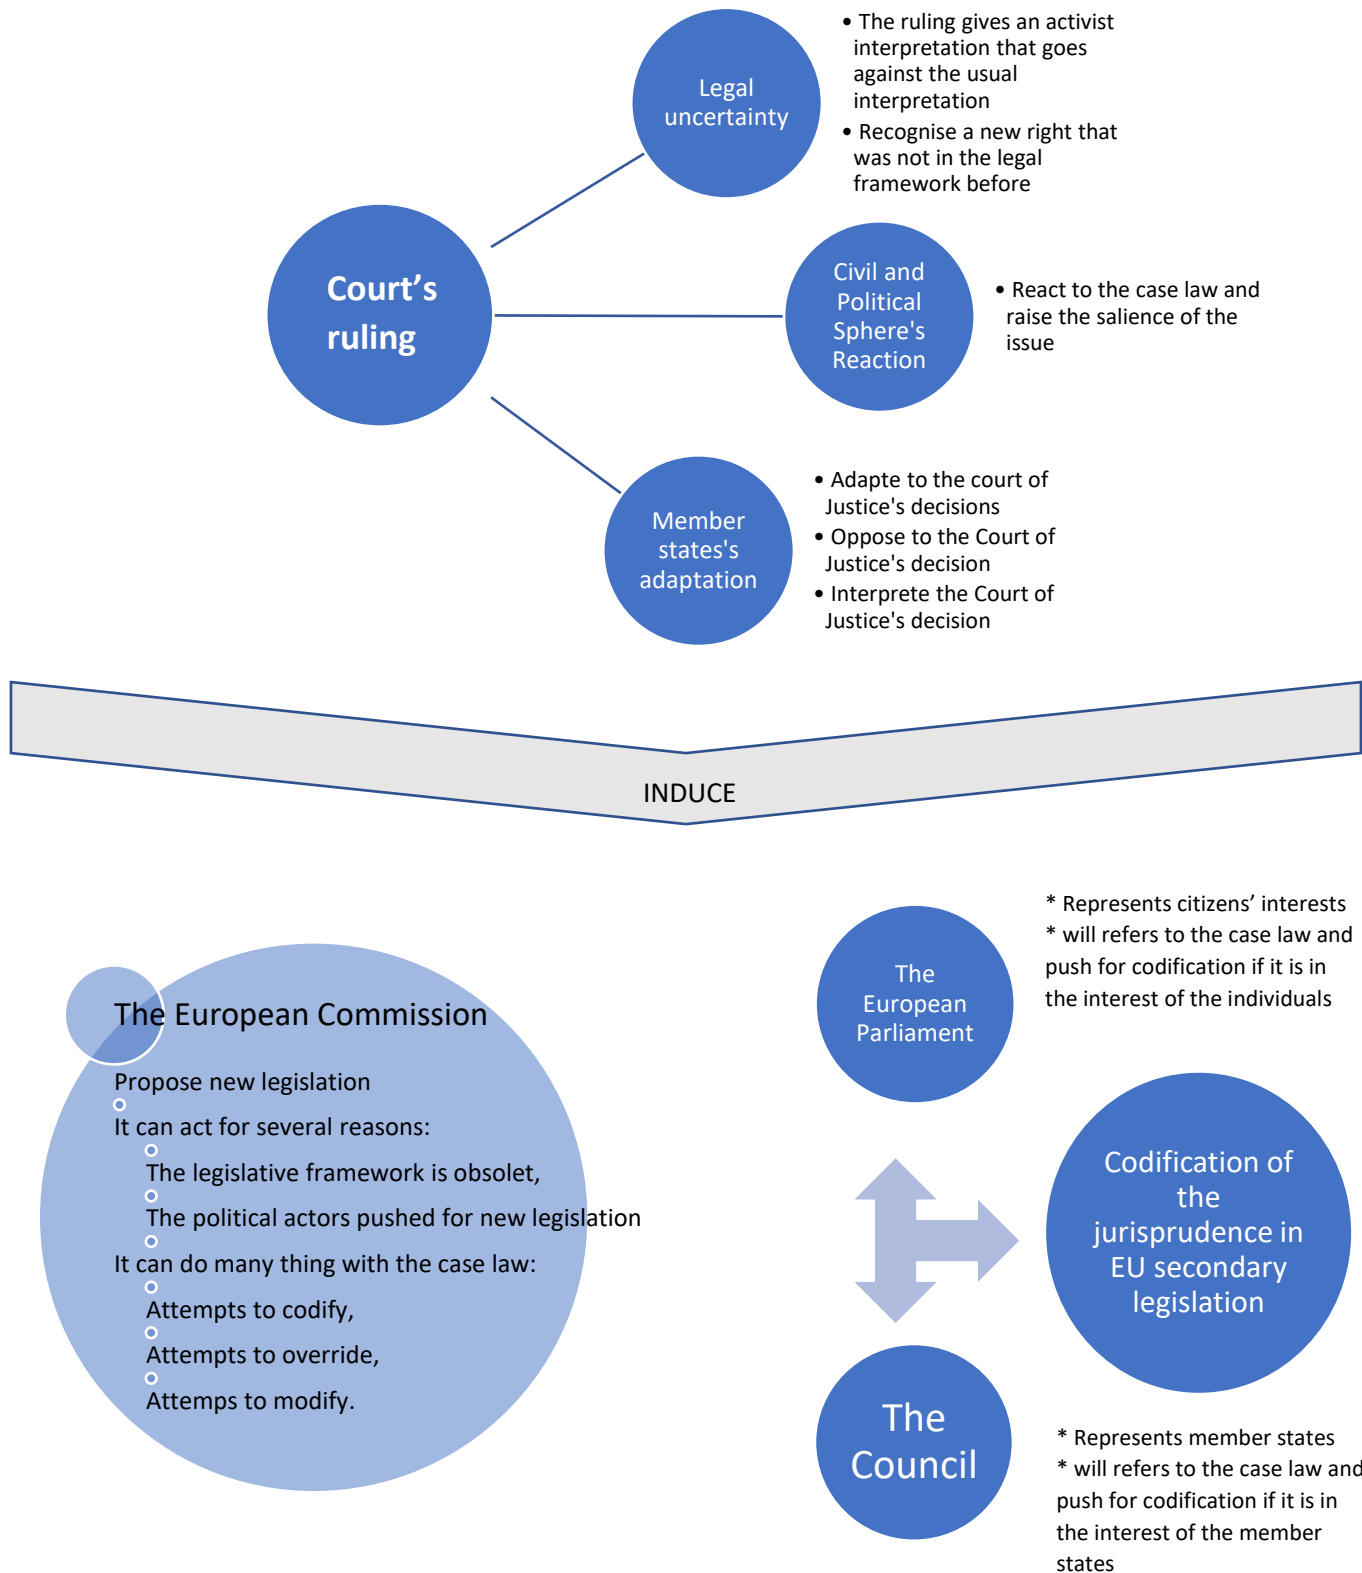 Legal
uncertainty
• The ruling gives an activist
interpretation that goes
against the usual
interpretation
• Recognise a new right that
was not in the legal
framework before
Court’s
ruling
Civil and
Political
Sphere's
Reaction
• React to the case law and
raise the salience of the
issue
Member
states's
adaptation
• Adapte to the court of
Justice's decisions
• Oppose to the Court of
Justice's decision
• Interprete the Court of
Justice's decision
INDUCE
The European Commission
Propose new legislation
It can act for several reasons:
The legislative framework is obsolet,
The political actors pushed for new legislation
It can do many thing with the case law:
Attempts to codify,
Attempts to override,
Attemps to modify.
The
European
Parliament
* Represents citizens’ interests
* will refers to the case law and
push for codification if it is in
the interest of the individuals
Codification of
the
jurisprudence in
EU secondary
legislation
The
Council
* Represents member states
* will refers to the case law and
push for codification if it is in
the interest of the member
states